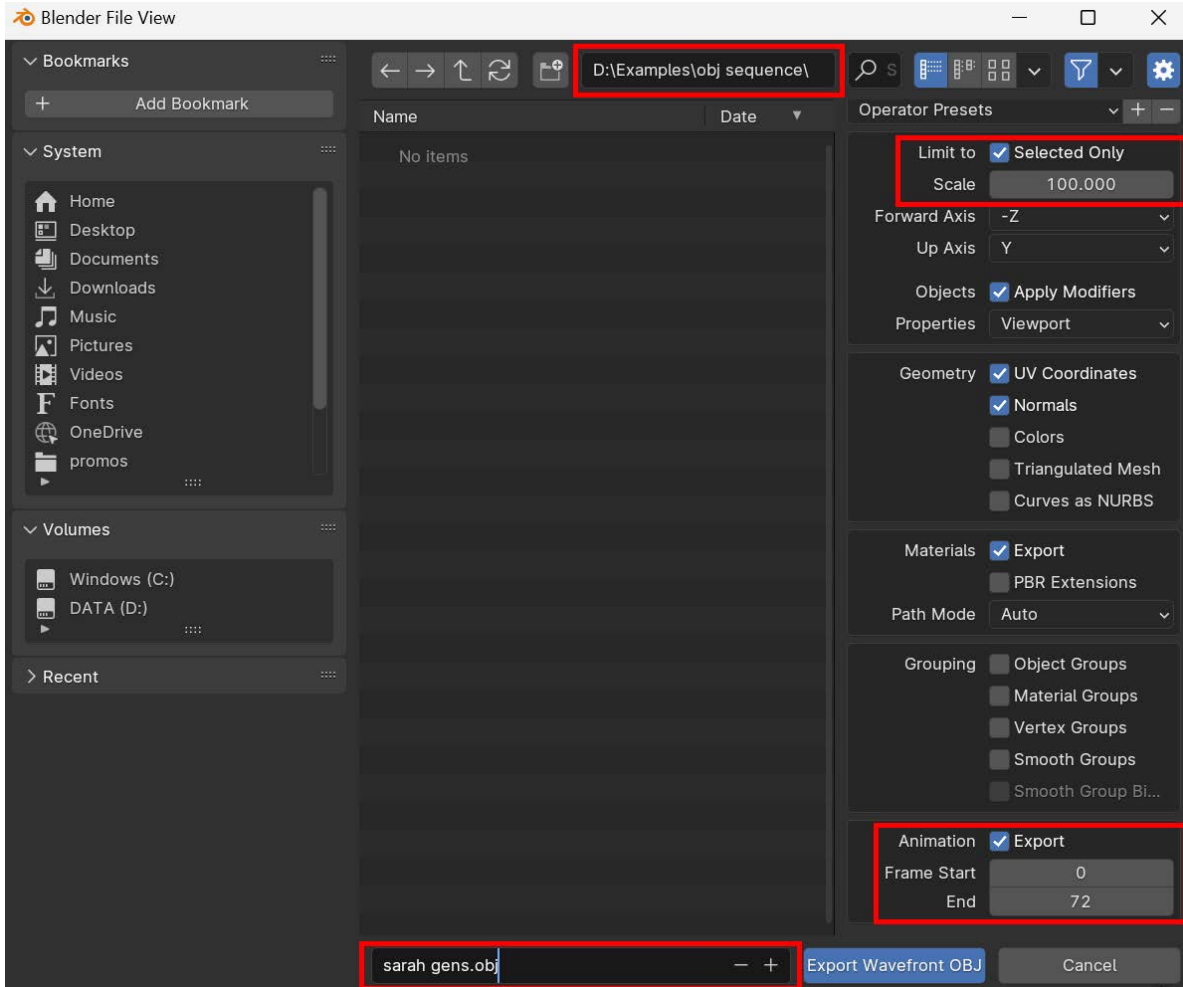 Blender File View
Bookmarks
Add Bookmark
System
Home
Desktop
Documents
Downloads
Music
Pictures
Videos
Fonts
OneDrive
promos
Volumes
Windows (C:)
DATA (D:)
Recent
D:\Examples\obj sequence\
S
Name Date
No items
Operator Presets
Limit to Selected Only
Scale 100.000
Forward Axis -Z
Up Axis Y
Objects Apply Modifiers
Properties Viewport
Geometry UV Coordinates
Normals
Colors
Triangulated Mesh
Curves as NURBS
Materials Export
PBR Extensions
Path Mode Auto
Grouping Object Groups
Material Groups
Vertex Groups
Smooth Groups
Smooth Group Bi...
Animation Export
Frame Start 0
End 72
sarah gens.obj
Export Wavefront OBJ
Cancel